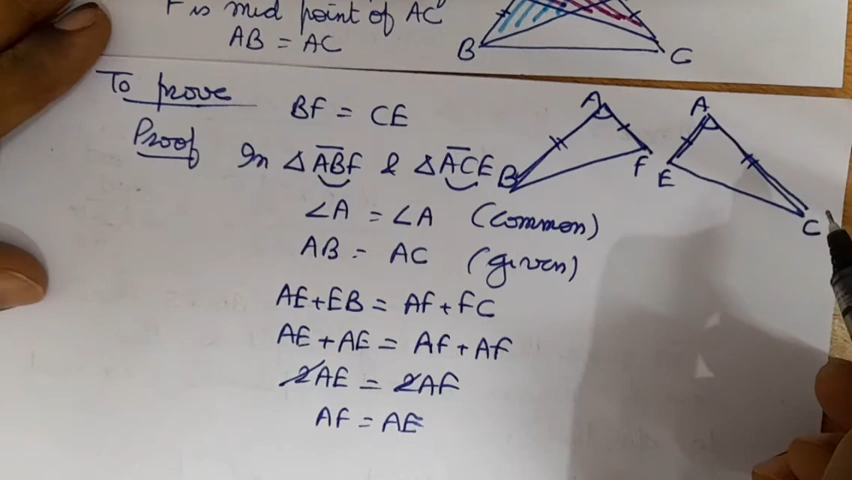 F is mid point of AC
AB = AC
B C
To prove BF = CE
Proof In △ABF & △ACE
A B F
A E C
∠A = ∠A (common)
AB = AC (given)
AE+EB = AF+FC
AE+AE = AF+AF
2AE = 2AF
AF = AE